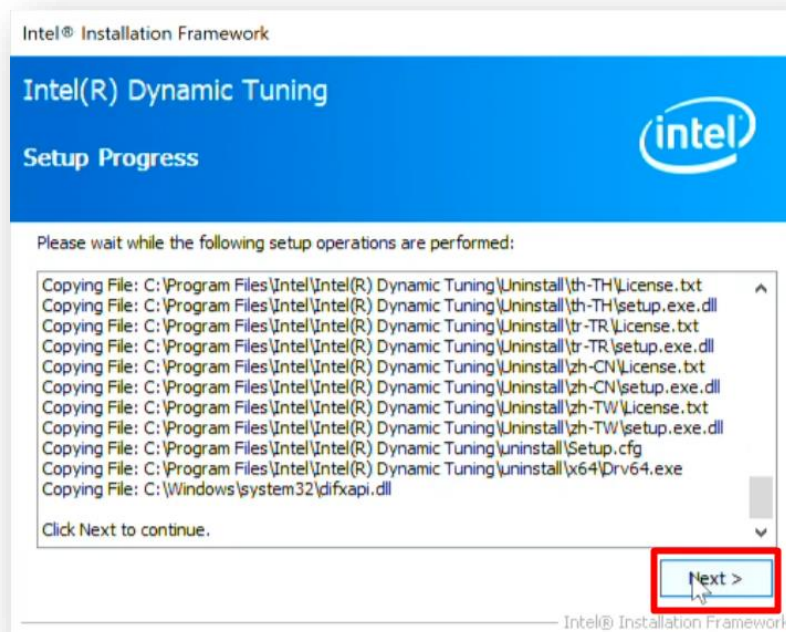 Intel® Installation Framework
Intel(R) Dynamic Tuning
intel
Setup Progress
Please wait while the following setup operations are performed:
Copying File: C:\Program Files\Intel\Intel(R) Dynamic Tuning\Uninstall\th-TH\License.txt
Copying File: C:\Program Files\Intel\Intel(R) Dynamic Tuning\Uninstall\th-TH\setup.exe.dll
Copying File: C:\Program Files\Intel\Intel(R) Dynamic Tuning\Uninstall\tr-TR\License.txt
Copying File: C:\Program Files\Intel\Intel(R) Dynamic Tuning\Uninstall\tr-TR\setup.exe.dll
Copying File: C:\Program Files\Intel\Intel(R) Dynamic Tuning\Uninstall\zh-CN\License.txt
Copying File: C:\Program Files\Intel\Intel(R) Dynamic Tuning\Uninstall\zh-CN\setup.exe.dll
Copying File: C:\Program Files\Intel\Intel(R) Dynamic Tuning\Uninstall\zh-TW\License.txt
Copying File: C:\Program Files\Intel\Intel(R) Dynamic Tuning\Uninstall\zh-TW\setup.exe.dll
Copying File: C:\Program Files\Intel\Intel(R) Dynamic Tuning\uninstall\Setup.cfg
Copying File: C:\Program Files\Intel\Intel(R) Dynamic Tuning\uninstall\x64\Drv64.exe
Copying File: C:\Windows\system32\difxapi.dll
Click Next to continue.
Next >
Intel® Installation Framework